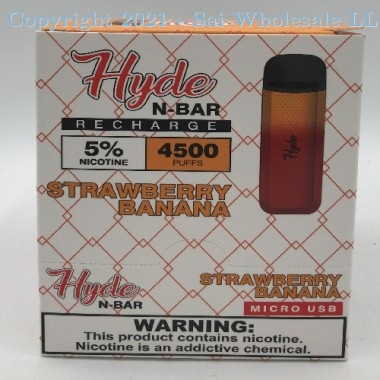 Copyright 2021 - Sai Wholesale LL
Hyde
N-BAR
RECHARGE
5%
NICOTINE
4500
PUFFS
STRAWBERRY
BANANA
Hyde
Hyde
N-BAR
STRAWBERRY
BANANA
MICRO USB
WARNING:
This product contains nicotine.
Nicotine is an addictive chemical.